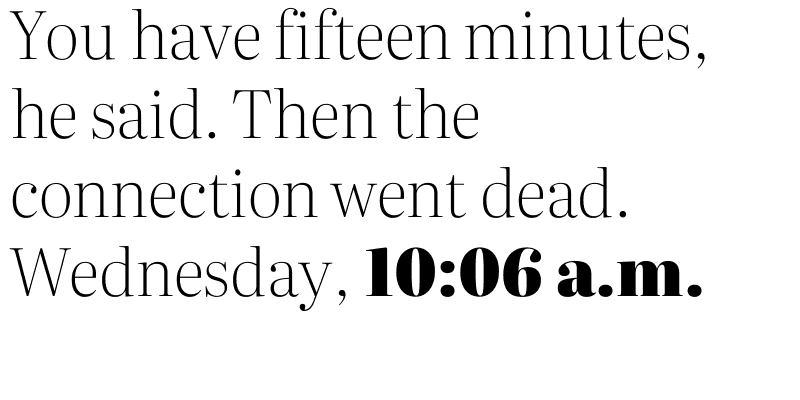 You have fifteen minutes,
he said. Then the
connection went dead.
Wednesday, 10:06 a.m.